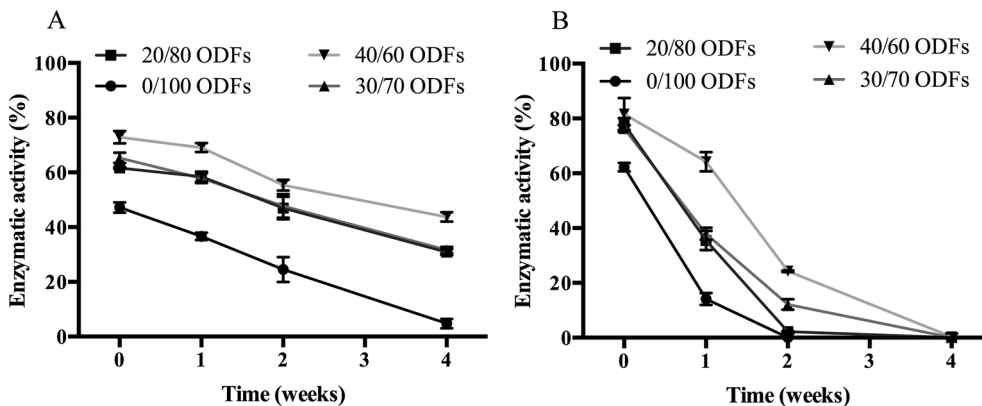 A
20/80 ODFs 40/60 ODFs
0/100 ODFs 30/70 ODFs
100
80
60
40
20
0
Enzymatic activity (%)
0 1 2 3 4
Time (weeks)
B
20/80 ODFs 40/60 ODFs
0/100 ODFs 30/70 ODFs
100
80
60
40
20
0
Enzymatic activity (%)
0 1 2 3 4
Time (weeks)